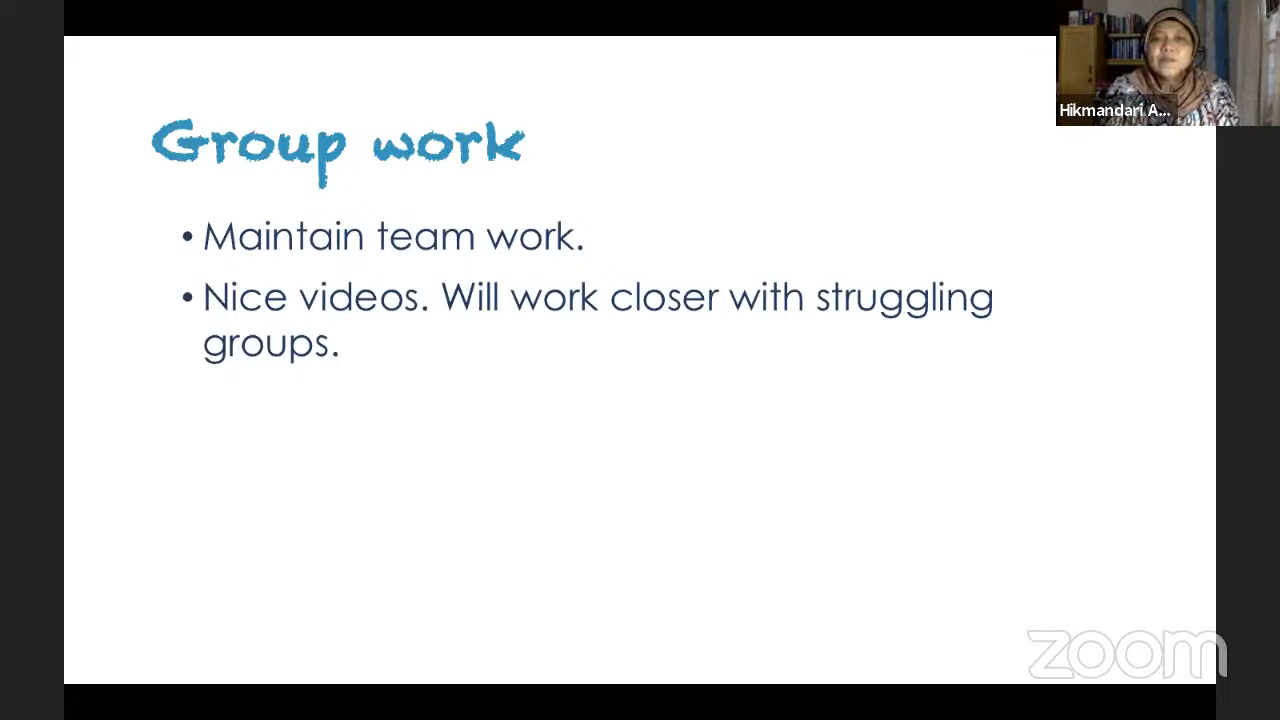 Hikmandari A...
Group work
• Maintain team work.
• Nice videos. Will work closer with struggling
groups.
zoom